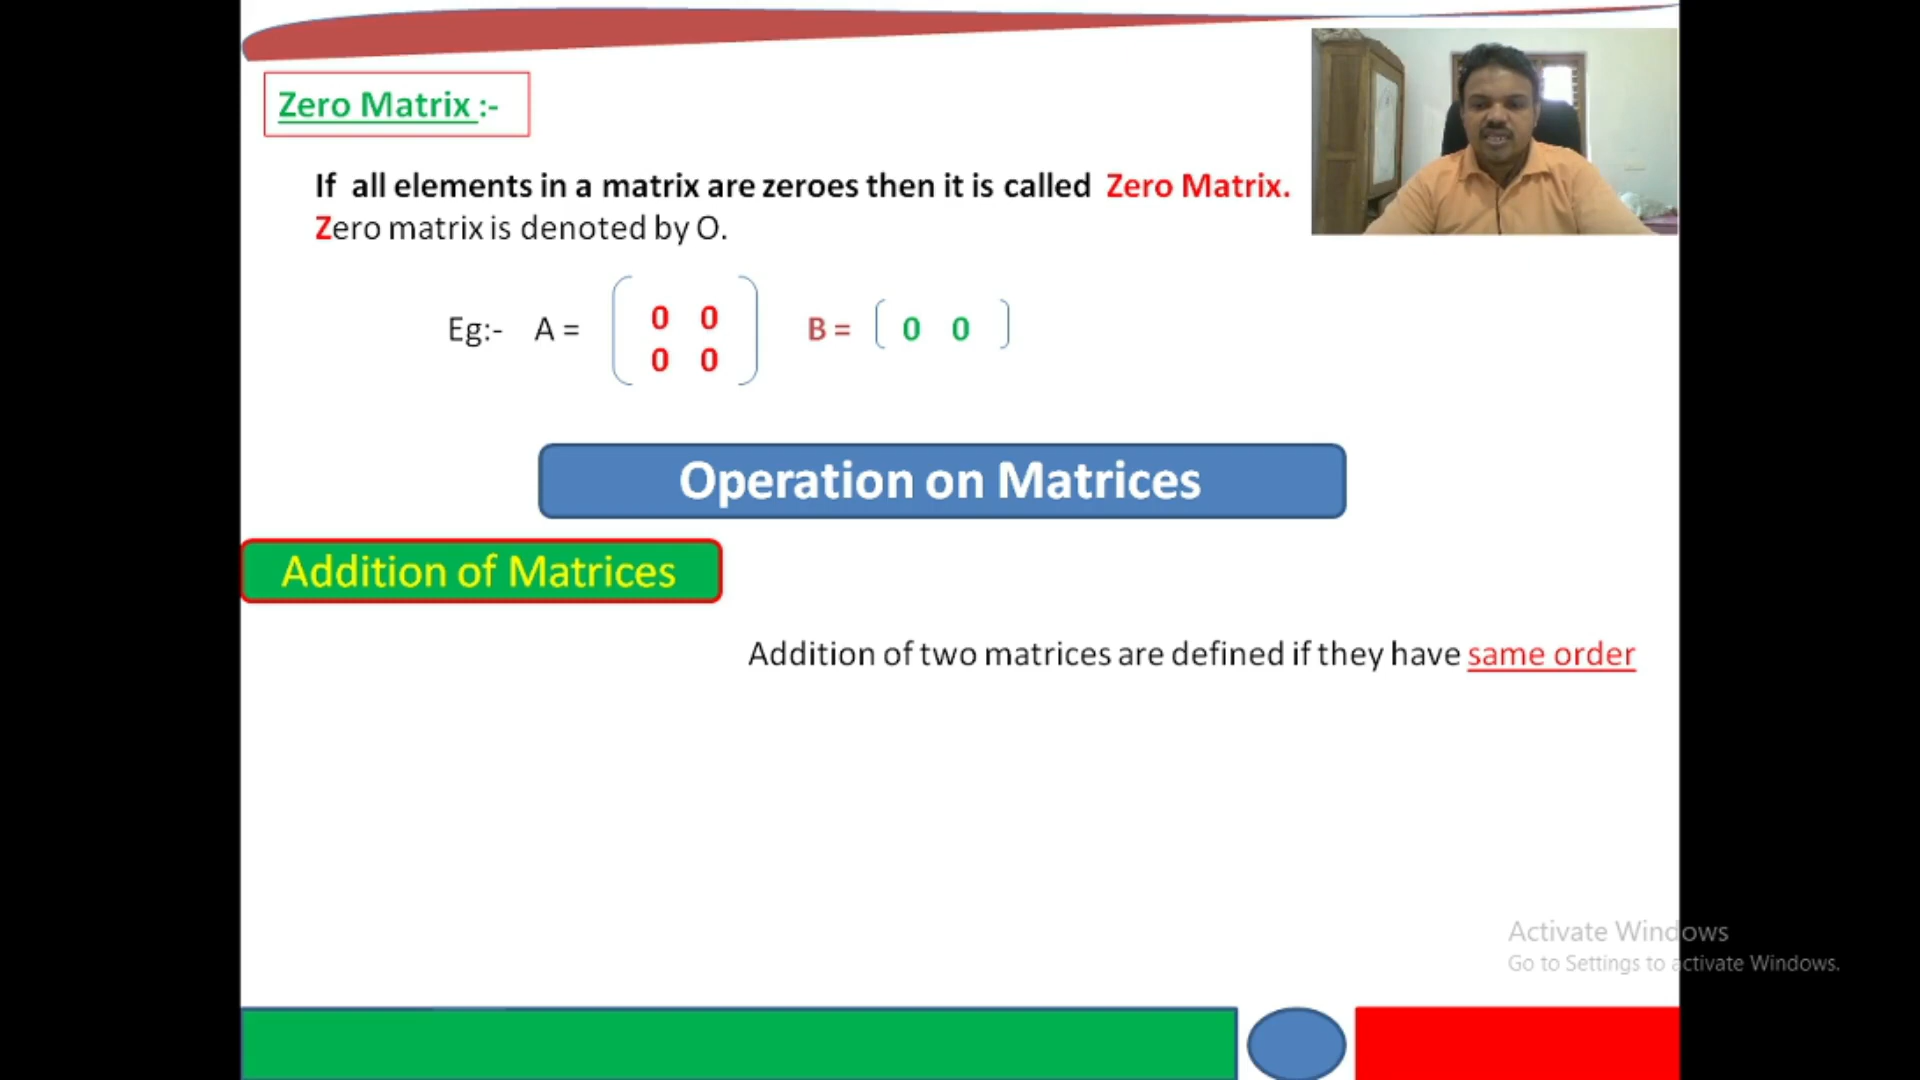 Zero Matrix :-
If all elements in a matrix are zeroes then it is called Zero Matrix.
Zero matrix is denoted by O.
Eg:- A = 0 0 B = 0 0
0 0
Operation on Matrices
Addition of Matrices
Addition of two matrices are defined if they have same order
Activate Windows
Go to Settings to activate Windows.